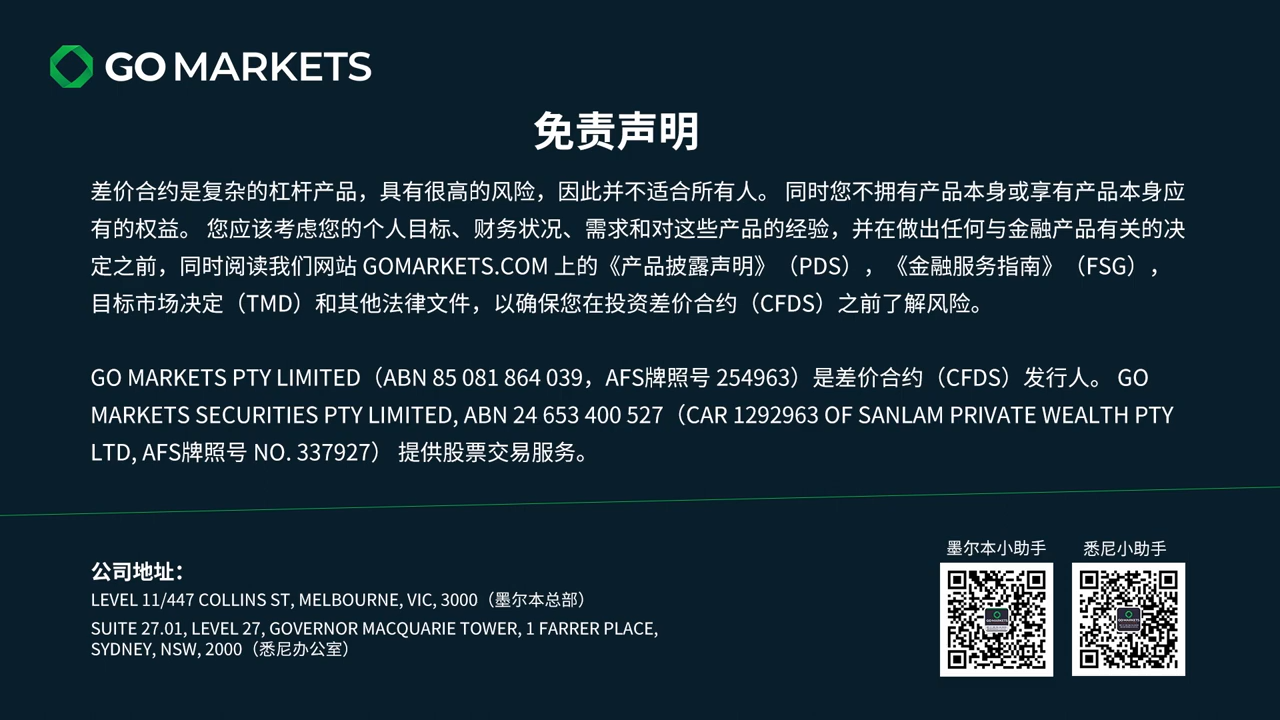 GO MARKETS
免责声明
差价合约是复杂的杠杆产品，具有很高的风险，因此并不适合所有人。 同时您不拥有产品本身或享有产品本身应
有的权益。 您应该考虑您的个人目标、财务状况、需求和对这些产品的经验，并在做出任何与金融产品有关的决
定之前，同时阅读我们网站 GOMARKETS.COM 上的《产品披露声明》（PDS），《金融服务指南》（FSG），
目标市场决定（TMD）和其他法律文件，以确保您在投资差价合约（CFDS）之前了解风险。
GO MARKETS PTY LIMITED（ABN 85 081 864 039，AFS牌照号 254963）是差价合约（CFDS）发行人。 GO
MARKETS SECURITIES PTY LIMITED, ABN 24 653 400 527（CAR 1292963 OF SANLAM PRIVATE WEALTH PTY
LTD, AFS牌照号 NO. 337927） 提供股票交易服务。
墨尔本小助手 悉尼小助手
公司地址：
LEVEL 11/447 COLLINS ST, MELBOURNE, VIC, 3000（墨尔本总部）
SUITE 27.01, LEVEL 27, GOVERNOR MACQUARIE TOWER, 1 FARRER PLACE,
SYDNEY, NSW, 2000（悉尼办公室）